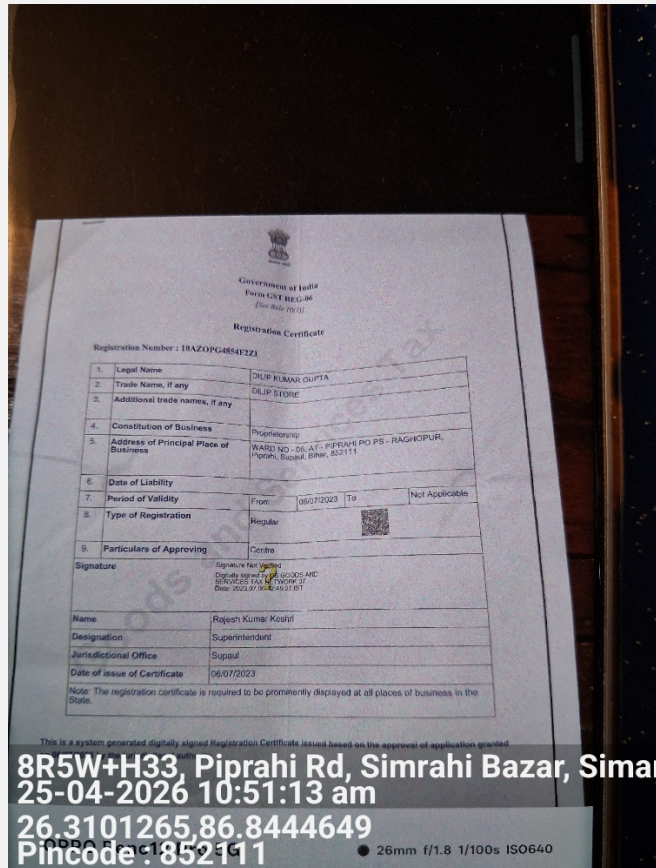 Government of India
Form GST REG-06
[See Rule 10(1)]
Registration Certificate
Registration Number : 10AZOPG4854F2Z1
1. Legal Name DILIP KUMAR GUPTA
2. Trade Name, if any DILIP STORE
3. Additional trade names, if any
4. Constitution of Business Proprietorship
5. Address of Principal Place of Business WARD NO - 06, AT - PIPRAHI PO PS - RAGHOPUR,
Piprahi, Supaul, Bihar, 852111
6. Date of Liability
7. Period of Validity From 06/07/2023 To Not Applicable
8. Type of Registration Regular
9. Particulars of Approving Centre
Signature Signature Not Verified
Digitally signed by DS GOODS AND
SERVICES TAX NETWORK 07
Date: 2023.07.06 IST
Name Rajesh Kumar Keshri
Designation Superintendent
Jurisdictional Office Supaul
Date of issue of Certificate 06/07/2023
Note: The registration certificate is required to be prominently displayed at all places of business in the
State.
This is a system generated digitally signed Registration Certificate issued based on the approval of application granted
8R5W+H33, Piprahi Rd, Simrahi Bazar, Simar
25-04-2026 10:51:13 am
26.3101265,86.8444649
Pincode : 852111
26mm f/1.8 1/100s ISO640